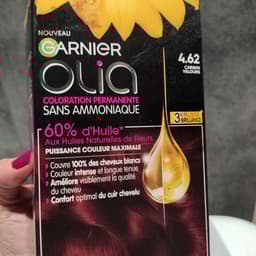 NOUVEAU
GARNIER
Olia
4.62
CARMIN
VELOURS
COLORATION PERMANENTE
SANS AMMONIAQUE
60% d'Huile*
Aux Huiles Naturelles de Fleurs
PUISSANCE COULEUR MAXIMALE
3x
BRILLANCE
• Couvre 100% des cheveux blancs
• Couleur intense et longue tenue
• Améliore visiblement la qualité
du cheveu
• Confort optimal du cuir chevelu